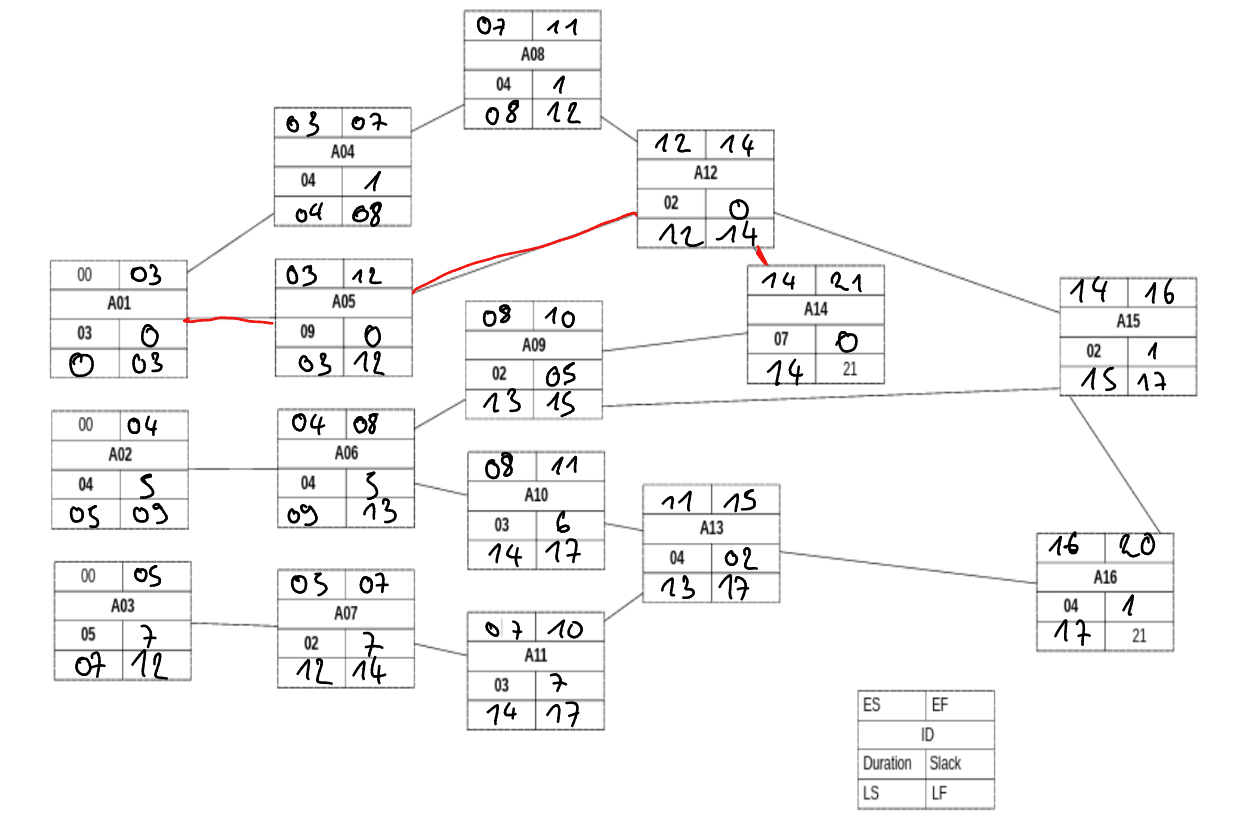 07 11
A08
04 1
08 12
03 07
A04
04 1
04 08
12 14
A12
02 0
12 14
00 03
A01
03 0
0 03
03 12
A05
09 0
03 12
14 21
A14
07 0
14 21
14 16
A15
02 1
15 17
08 10
A09
02 05
13 15
00 04
A02
04 5
05 09
04 08
A06
04 5
09 13
08 11
A10
03 6
14 17
11 15
A13
04 02
13 17
16 20
A16
04 1
17 21
00 05
A03
05 7
07 12
05 07
A07
02 7
12 14
07 10
A11
03 7
14 17
ES EF
ID
Duration Slack
LS LF